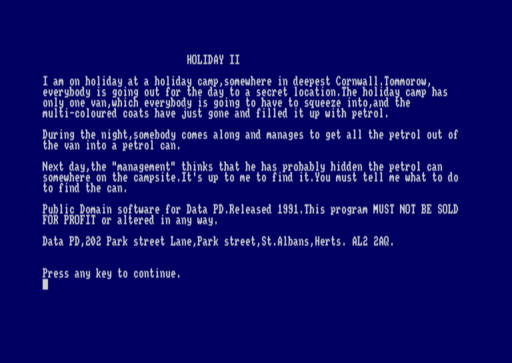 HOLIDAY II
I am on holiday at a holiday camp,somewhere in deepest Cornwall.Tommorow,
everybody is going out for the day to a secret location.The holiday camp has
only one van,which everybody is going to have to squeeze into,and the
multi-coloured coats have just gone and filled it up with petrol.
During the night,somebody comes along and manages to get all the petrol out of
the van into a petrol can.
Next day,the "management" thinks that he has probably hidden the petrol can
somewhere on the campsite.It's up to me to find it.You must tell me what to do
to find the can.
Public Domain software for Data PD.Released 1991.This program MUST NOT BE SOLD
FOR PROFIT or altered in any way.
Data PD,202 Park street Lane,Park street,St.Albans,Herts. AL2 2AQ.
Press any key to continue.